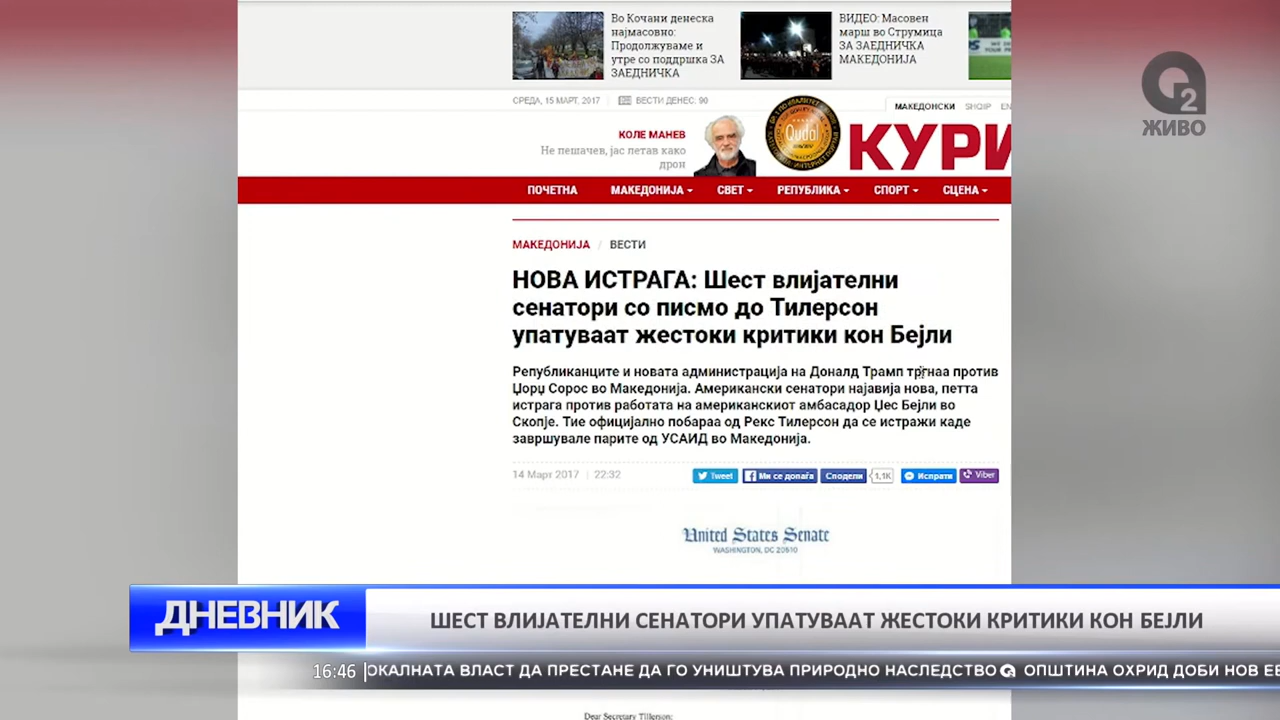 Во Кочани денеска
најмасовно:
Продолжуваме и
утре со поддршка ЗА
ЗАЕДНИЧКА
ВИДЕО: Масовен
марш во Струмица
ЗА ЗАЕДНИЧКА
МАКЕДОНИЈА
2
ЖИВО
СРЕДА, 15 МАРТ, 2017
ВЕСТИ ДЕНЕС: 90
МАКЕДОНСКИ SHQIP EN
КОЛЕ МАНЕВ
Не пешачев, јас летав како
дрон
Qudal
КУРИ
ПОЧЕТНА МАКЕДОНИЈА СВЕТ РЕПУБЛИКА СПОРТ СЦЕНА
МАКЕДОНИЈА / ВЕСТИ
НОВА ИСТРАГА: Шест влијателни
сенатори со писмо до Тилерсон
упатуваат жестоки критики кон Бејли
Републиканците и новата администрација на Доналд Трамп тргнаа против
Џорџ Сорос во Македонија. Американски сенатори најавија нова, петта
истрага против работата на американскиот амбасадор Џес Бејли во
Скопје. Тие официјално побараа од Рекс Тилерсон да се истражи каде
завршувале парите од УСАИД во Македонија.
14 Март 2017 | 22:32
Tweet Ми се допаѓа Сподели 1,1K Испрати Viber
United States Senate
WASHINGTON, DC 20510
ДНЕВНИК
ШЕСТ ВЛИЈАТЕЛНИ СЕНАТОРИ УПАТУВААТ ЖЕСТОКИ КРИТИКИ КОН БЕЈЛИ
16:46
ОКАЛНАТА ВЛАСТ ДА ПРЕСТАНЕ ДА ГО УНИШТУВА ПРИРОДНО НАСЛЕДСТВО ОПШТИНА ОХРИД ДОБИ НОВ ЕВ
Dear Secretary Tillerson: